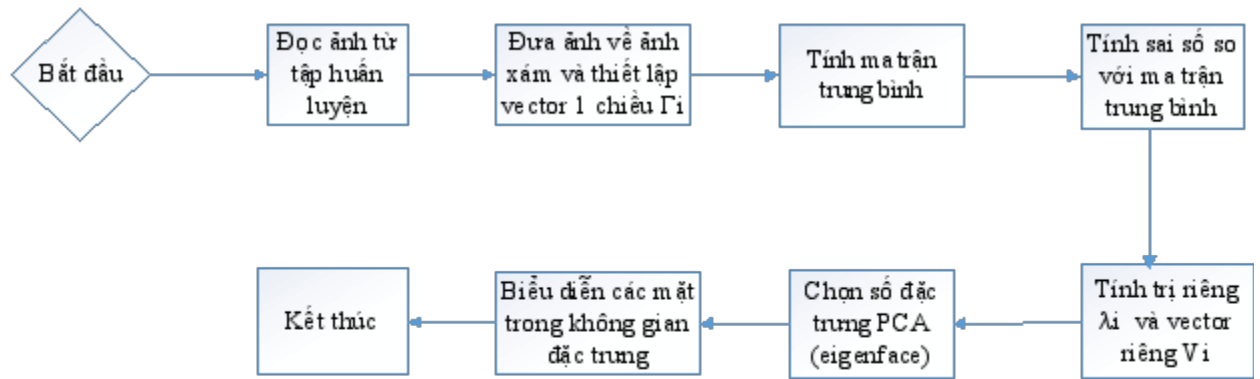 Bắt đầu
Đọc ảnh từ
tập huấn
luyện
Đưa ảnh về ảnh
xám và thiết lập
vector 1 chiều Γi
Tính ma trận
trung bình
Tính sai số so
với ma trận
trung bình
Tính trị riêng
λi và vector
riêng Vi
Chọn số đặc
trưng PCA
(eigenface)
Biểu diễn các mặt
trong không gian
đặc trưng
Kết thúc